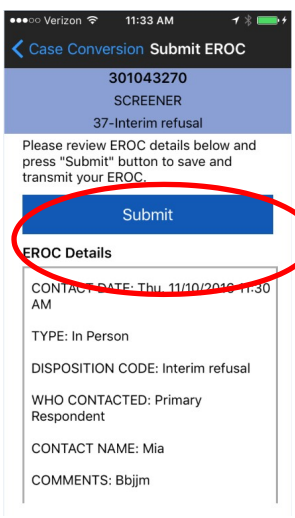 Verizon 11:33 AM
Case Conversion Submit EROC
301043270
SCREENER
37-Interim refusal
Please review EROC details below and
press "Submit" button to save and
transmit your EROC.
Submit
EROC Details
CONTACT DATE: Thu, 11/10/2016 11:30
AM
TYPE: In Person
DISPOSITION CODE: Interim refusal
WHO CONTACTED: Primary
Respondent
CONTACT NAME: Mia
COMMENTS: Bbjjm